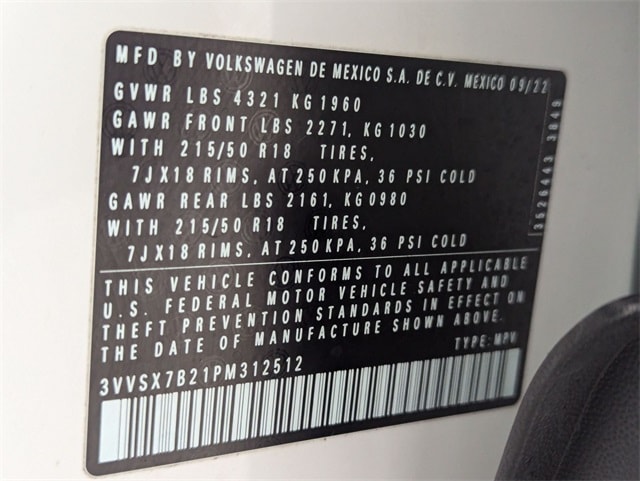 MFD BY VOLKSWAGEN DE MEXICO S.A. DE C.V. MEXICO 09/22
GVWR LBS 4321 KG 1960
GAWR FRONT LBS 2271, KG 1030
WITH 215/50 R18 TIRES,
7JX18 RIMS, AT 250 KPA, 36 PSI COLD
GAWR REAR LBS 2161, KG0980
WITH 215/50 R18 TIRES,
7JX18 RIMS, AT 250 KPA, 36 PSI COLD
3526443 3849
THIS VEHICLE CONFORMS TO ALL APPLICABLE
U.S. FEDERAL MOTOR VEHICLE SAFETY AND
THEFT PREVENTION STANDARDS IN EFFECT ON
THE DATE OF MANUFACTURE SHOWN ABOVE.
TYPE: MPV
3VVSX7B21PM312512